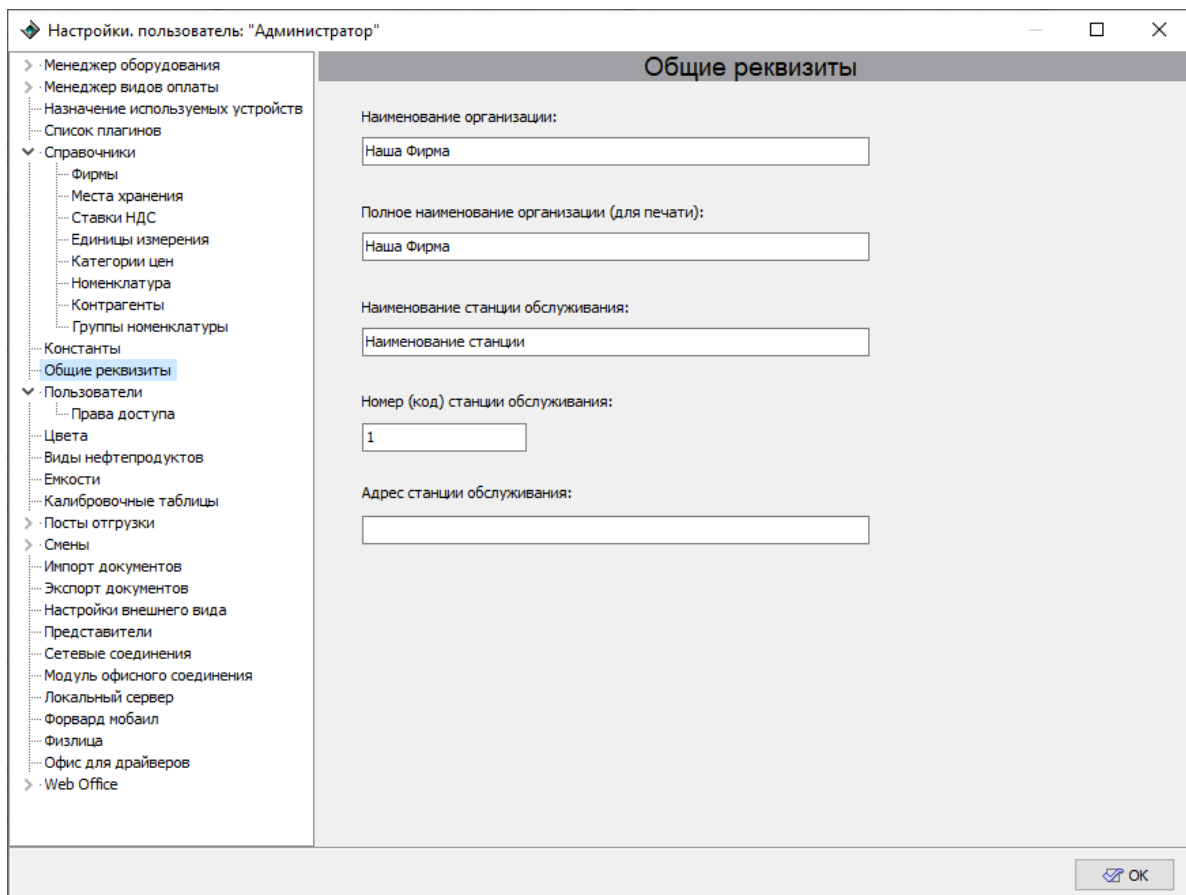 Настройки. пользователь: "Администратор"
Менеджер оборудования
Менеджер видов оплаты
Назначение используемых устройств
Список плагинов
Справочники
Фирмы
Места хранения
Ставки НДС
Единицы измерения
Категории цен
Номенклатура
Контрагенты
Группы номенклатуры
Константы
Общие реквизиты
Пользователи
Права доступа
Цвета
Виды нефтепродуктов
Емкости
Калибровочные таблицы
Посты отгрузки
Смены
Импорт документов
Экспорт документов
Настройки внешнего вида
Представители
Сетевые соединения
Модуль офисного соединения
Локальный сервер
Форвард мобаил
Физлица
Офис для драйверов
Web Office
Общие реквизиты
Наименование организации:
Наша Фирма
Полное наименование организации (для печати):
Наша Фирма
Наименование станции обслуживания:
Наименование станции
Номер (код) станции обслуживания:
1
Адрес станции обслуживания:
OK